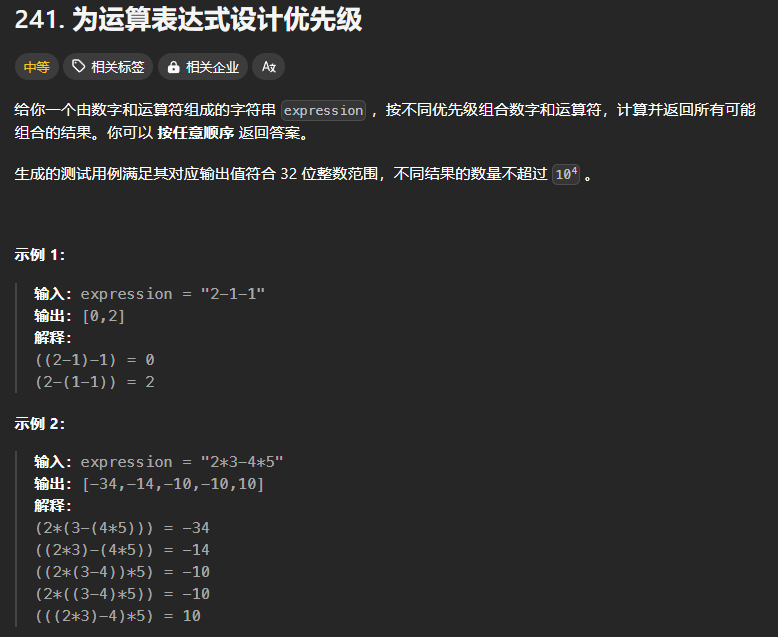 241. 为运算表达式设计优先级
中等 相关标签 相关企业 Aあ
给你一个由数字和运算符组成的字符串 expression ，按不同优先级组合数字和运算符，计算并返回所有可能
组合的结果。你可以 按任意顺序 返回答案。
生成的测试用例满足其对应输出值符合 32 位整数范围，不同结果的数量不超过 10⁴ 。
示例 1：
输入：expression = "2-1-1"
输出：[0,2]
解释：
((2-1)-1) = 0
(2-(1-1)) = 2
示例 2：
输入：expression = "2*3-4*5"
输出：[-34,-14,-10,-10,10]
解释：
(2*(3-(4*5))) = -34
((2*3)-(4*5)) = -14
((2*(3-4))*5) = -10
(2*((3-4)*5)) = -10
(((2*3)-4)*5) = 10